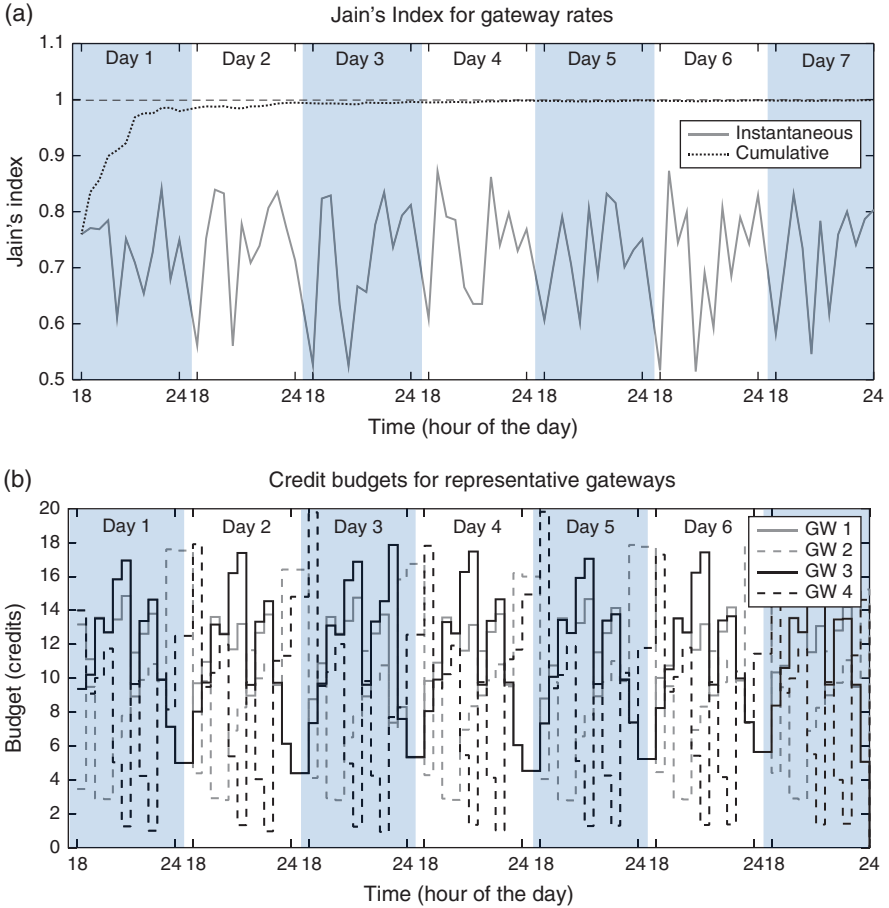 (a)
Jain's Index for gateway rates
1.1
Day 1 Day 2 Day 3 Day 4 Day 5 Day 6 Day 7
1
Instantaneous
Cumulative
0.9
0.8
0.7
0.6
0.5
Jain's index
18 24 18 24 18 24 18 24 18 24 18 24 18 24
Time (hour of the day)
(b)
Credit budgets for representative gateways
20
Day 1 Day 2 Day 3 Day 4 Day 5 Day 6
GW 1
GW 2
GW 3
GW 4
18
16
14
12
10
8
6
4
2
0
Budget (credits)
18 24 18 24 18 24 18 24 18 24 18 24 18 24
Time (hour of the day)